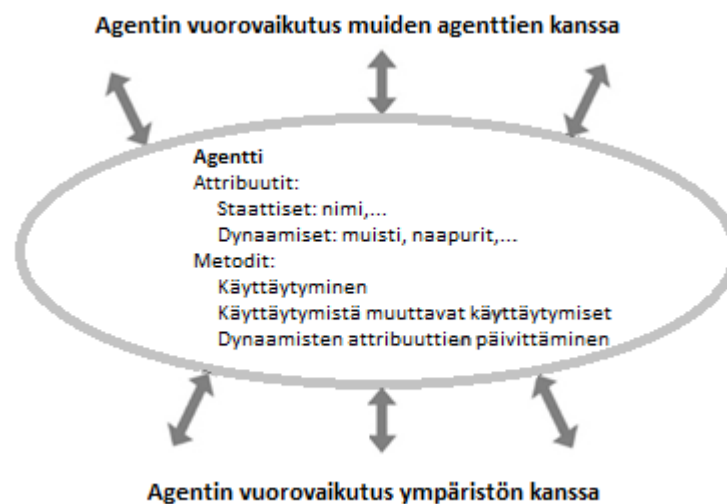 Agentin vuorovaikutus muiden agenttien kanssa
Agentti
Attribuutit:
Staattiset: nimi,...
Dynaamiset: muisti, naapurit,...
Metodit:
Käyttäytyminen
Käyttäytymistä muuttavat käyttäytymiset
Dynaamisten attribuuttien päivittäminen
Agentin vuorovaikutus ympäristön kanssa